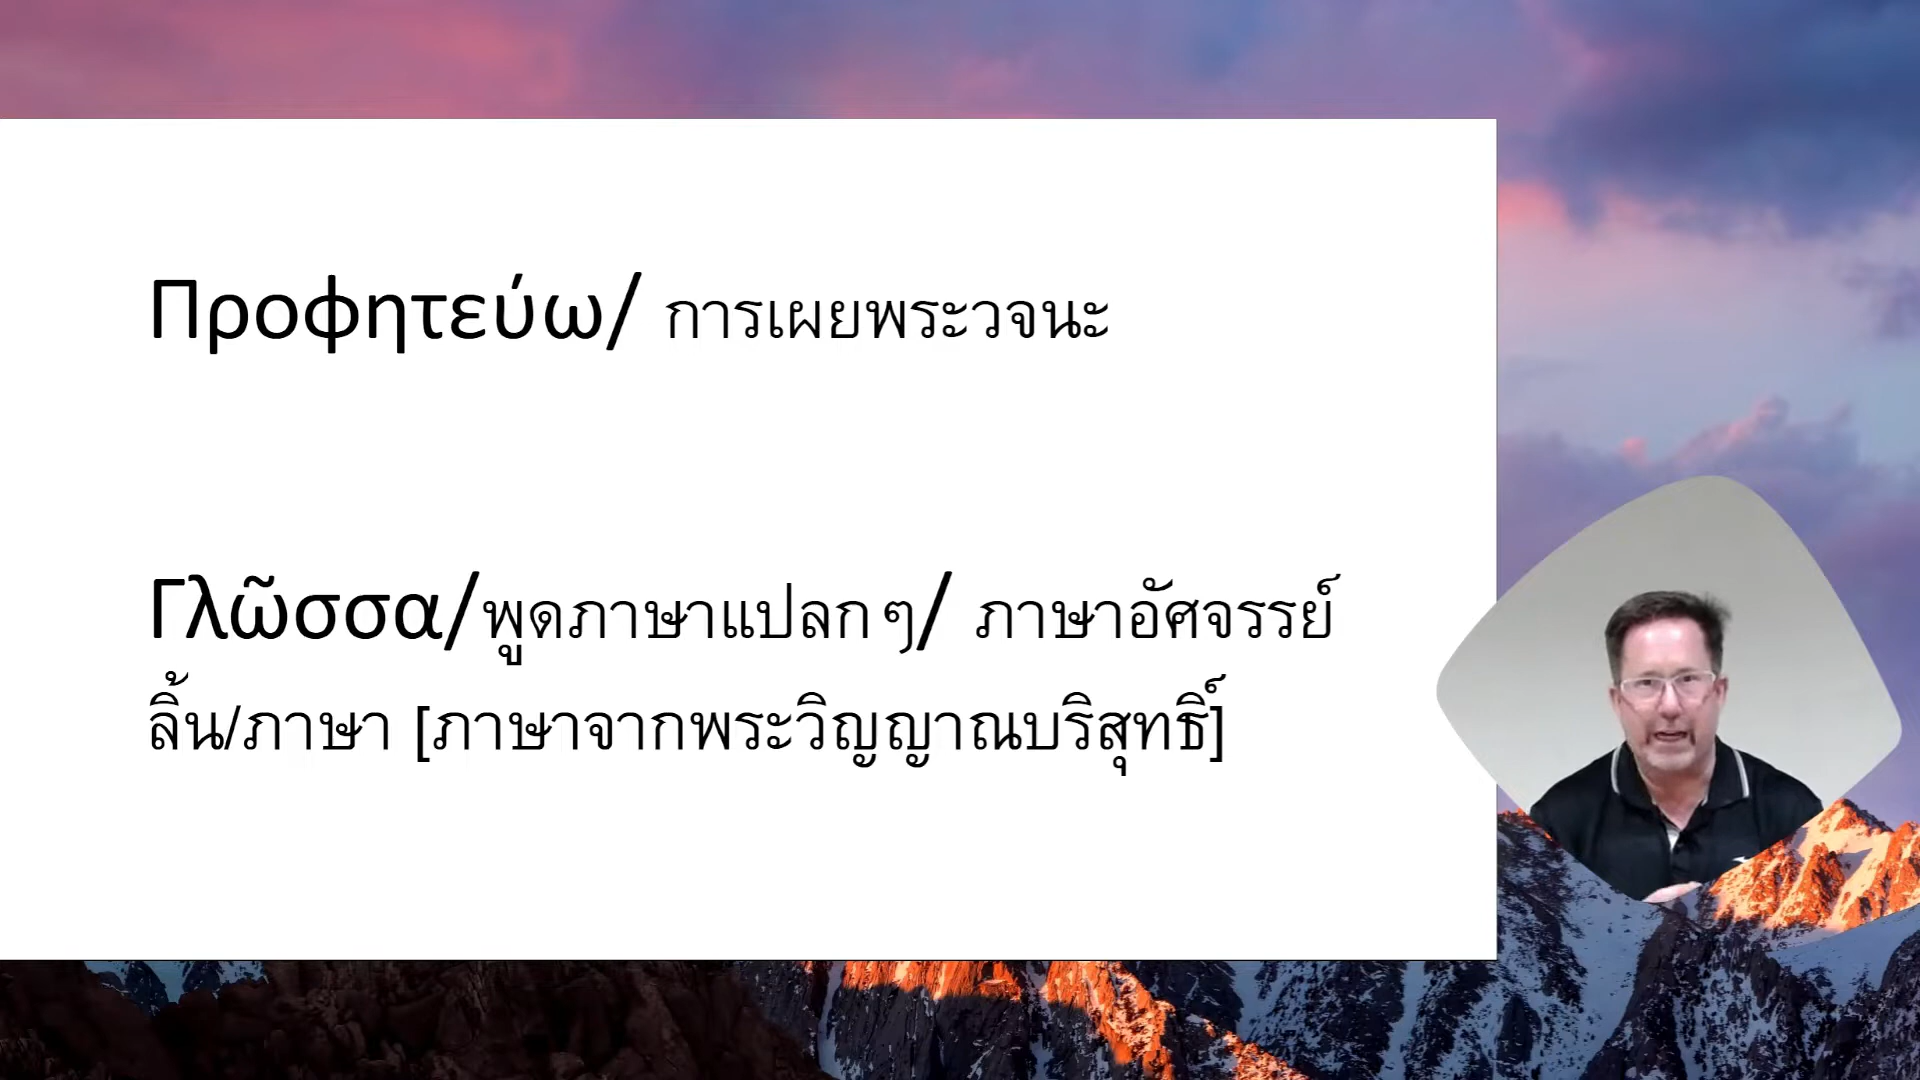 Προφητεύω/ การเผยพระวจนะ
Γλῶσσα/พูดภาษาแปลก ๆ/ ภาษาอัศจรรย์
ลิ้น/ภาษา [ภาษาจากพระวิญญาณบริสุทธิ์]